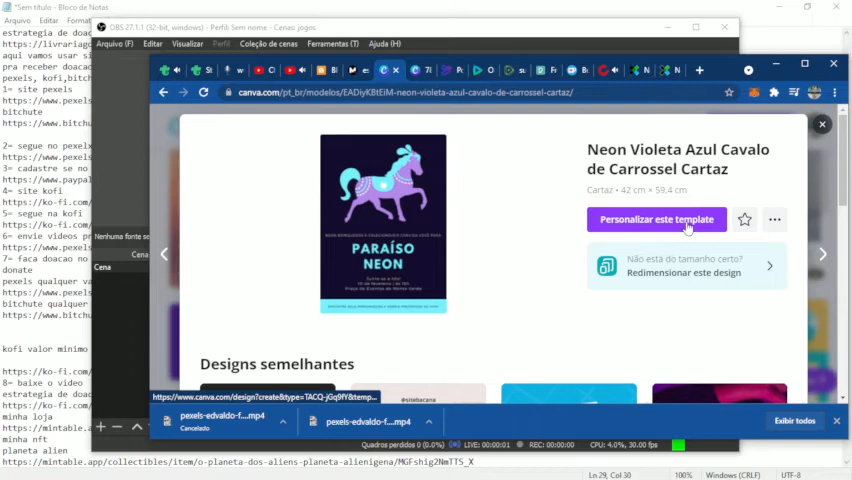 *Sem título - Bloco de Notas
Arquivo Editar Format
estrategia de doaca
https://livrariago
aqui vamos usar si
pra receber doacao
pexels, kofi,bitch
1= site pexels
https://www.pexels
bitchute
https://www.bitchu
2= segue no pexelx
https://www.pexels
3= cadastre se no
https://www.paypal
4= site kofi
https://ko-fi.com/
5= segue na kofi
https://ko-fi.com/
6= envie videos pr
https://www.pexels
7= faca doacao no
donate
pexels qualquer va
https://www.pexels
bitchute qualquer
https://www.bitchu
kofi valor minimo
https://ko-fi.com/
8= baixe o video
estrategia de doac
https://ko-fi.com/
minha loja
https://mintable.a
minha nft
planeta alien
https://mintable.app/collectibles/item/o-planeta-dos-aliens-planeta-alienigena/MGFshig2NmTTS_X
Ln 29, Col 30 100% Windows (CRLF) UTF-8
OBS 27.1.1 (32-bit, windows) - Perfil: Sem nome - Cenas: jogos
Arquivo (F) Editar Visualizar Perfil Coleção de cenas Ferramentas (T) Ajuda (H)
Nenhuma fonte se
Cena
Cena
canva.com/pt_br/modelos/EADiyKBtEiM-neon-violeta-azul-cavalo-de-carrossel-cartaz/
PARAÍSO
NEON
Neon Violeta Azul Cavalo
de Carrossel Cartaz
Cartaz • 42 cm × 59,4 cm
Personalizar este template
Não está do tamanho certo?
Redimensionar este design
Designs semelhantes
@sitebacana
https://www.canva.com/design?create&type=TACQ-jGq9fY&temp...
pexels-edvaldo-f....mp4
Cancelado
pexels-edvaldo-f....mp4
Exibir todos
Quadros perdidos 0 (0.0%) LIVE: 00:00:01 REC: 00:00:00 CPU: 4.0%, 30.00 fps